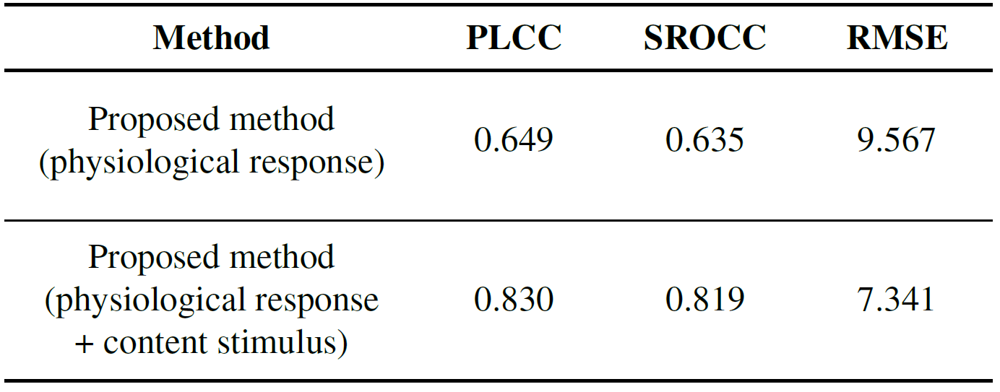 Method PLCC SROCC RMSE
Proposed method
(physiological response) 0.649 0.635 9.567
Proposed method
(physiological response 0.830 0.819 7.341
+ content stimulus)